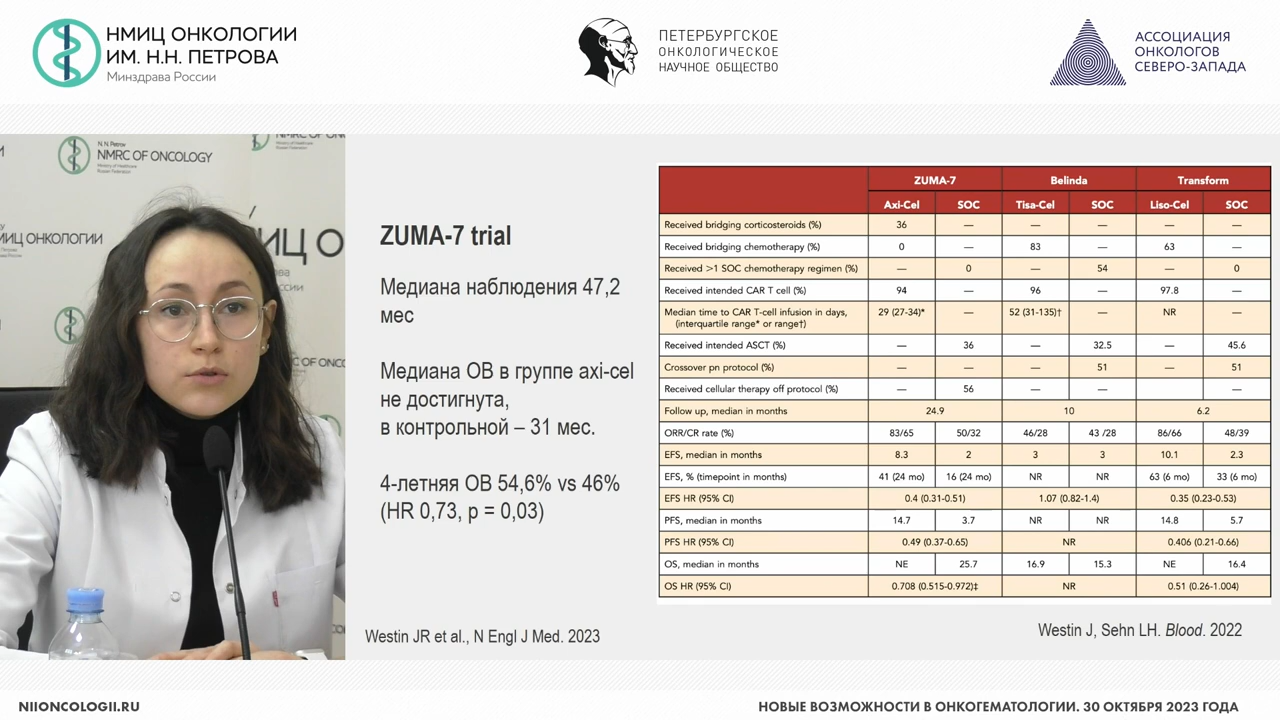 НМИЦ ОНКОЛОГИИ
ИМ. Н.Н. ПЕТРОВА
Минздрава России
ПЕТЕРБУРГСКОЕ
ОНКОЛОГИЧЕСКОЕ
НАУЧНОЕ ОБЩЕСТВО
АССОЦИАЦИЯ
ОНКОЛОГОВ
СЕВЕРО-ЗАПАДА
N.N. Petrov
NMRC OF ONCOLOGY
Ministry of Healthcare
Russian Federation
ИЦ ОНКОЛОГИИ
ИЦ О
ZUMA-7 trial
Медиана наблюдения 47,2
мес
Медиана ОВ в группе axi-cel
не достигнута,
в контрольной – 31 мес.
4-летняя ОВ 54,6% vs 46%
(HR 0,73, p = 0,03)
Westin JR et al., N Engl J Med. 2023
ZUMA-7 Belinda Transform
Axi-Cel SOC Tisa-Cel SOC Liso-Cel SOC
Received bridging corticosteroids (%) 36 — — — — —
Received bridging chemotherapy (%) 0 — 83 — 63 —
Received >1 SOC chemotherapy regimen (%) — 0 — 54 — 0
Received intended CAR T cell (%) 94 — 96 — 97.8 —
Median time to CAR T-cell infusion in days, 29 (27-34)* — 52 (31-135)† — NR —
(interquartile range* or range†)
Received intended ASCT (%) — 36 — 32.5 — 45.6
Crossover pn protocol (%) — — — 51 — 51
Received cellular therapy off protocol (%) — 56 — — —
Follow up, median in months 24.9 10 6.2
ORR/CR rate (%) 83/65 50/32 46/28 43 /28 86/66 48/39
EFS, median in months 8.3 2 3 3 10.1 2.3
EFS, % (timepoint in months) 41 (24 mo) 16 (24 mo) NR NR 63 (6 mo) 33 (6 mo)
EFS HR (95% CI) 0.4 (0.31-0.51) 1.07 (0.82-1.4) 0.35 (0.23-0.53)
PFS, median in months 14.7 3.7 NR NR 14.8 5.7
PFS HR (95% CI) 0.49 (0.37-0.65) NR 0.406 (0.21-0.66)
OS, median in months NE 25.7 16.9 15.3 NE 16.4
OS HR (95% CI) 0.708 (0.515-0.972)‡ NR 0.51 (0.26-1.004)
Westin J, Sehn LH. Blood. 2022
NIIONCOLOGII.RU
НОВЫЕ ВОЗМОЖНОСТИ В ОНКОГЕМАТОЛОГИИ. 30 ОКТЯБРЯ 2023 ГОДА